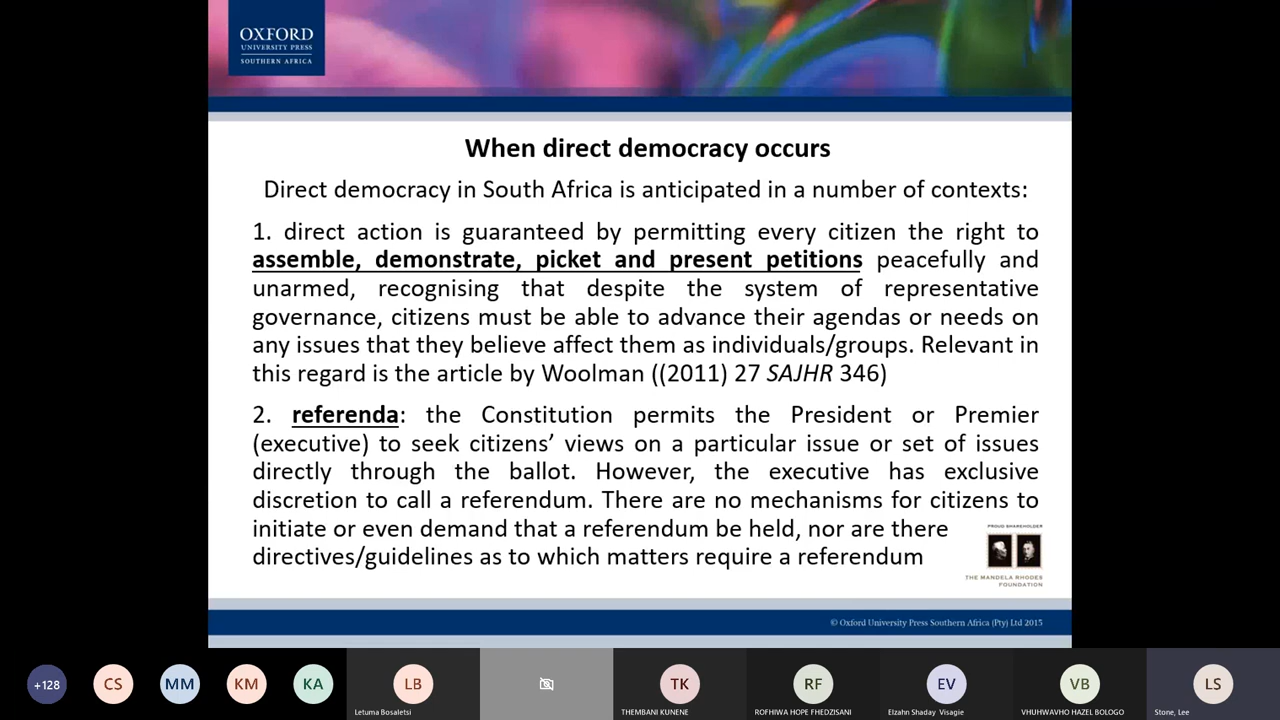 OXFORD
UNIVERSITY PRESS
SOUTHERN AFRICA
When direct democracy occurs
Direct democracy in South Africa is anticipated in a number of contexts:
1. direct action is guaranteed by permitting every citizen the right to
assemble, demonstrate, picket and present petitions peacefully and
unarmed, recognising that despite the system of representative
governance, citizens must be able to advance their agendas or needs on
any issues that they believe affect them as individuals/groups. Relevant in
this regard is the article by Woolman ((2011) 27 SAJHR 346)
2. referenda: the Constitution permits the President or Premier
(executive) to seek citizens’ views on a particular issue or set of issues
directly through the ballot. However, the executive has exclusive
discretion to call a referendum. There are no mechanisms for citizens to
initiate or even demand that a referendum be held, nor are there
directives/guidelines as to which matters require a referendum
PROUD SHAREHOLDER
THE MANDELA RHODES
FOUNDATION
© Oxford University Press Southern Africa (Pty) Ltd 2015
+128
CS
MM
KM
KA
LB
TK
RF
EV
VB
LS
Letuma Bosaletsi
THEMBANI KUNENE
ROFHIWA HOPE FHEDZISANI
Elzahn Shaday Visagie
VHUHWAVHO HAZEL BOLOGO
Stone, Lee